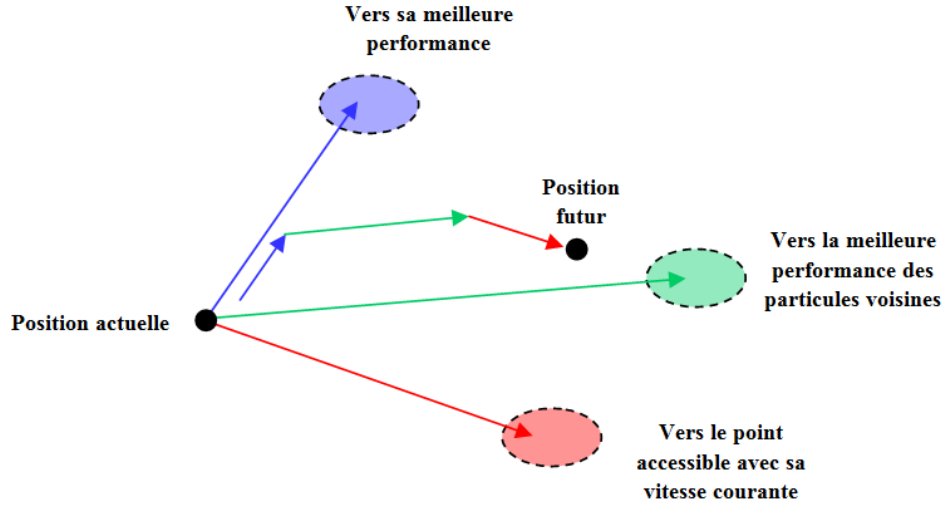 Vers sa meilleure
performance
Position
futur
Vers la meilleure
performance des
particules voisines
Position actuelle
Vers le point
accessible avec sa
vitesse courante